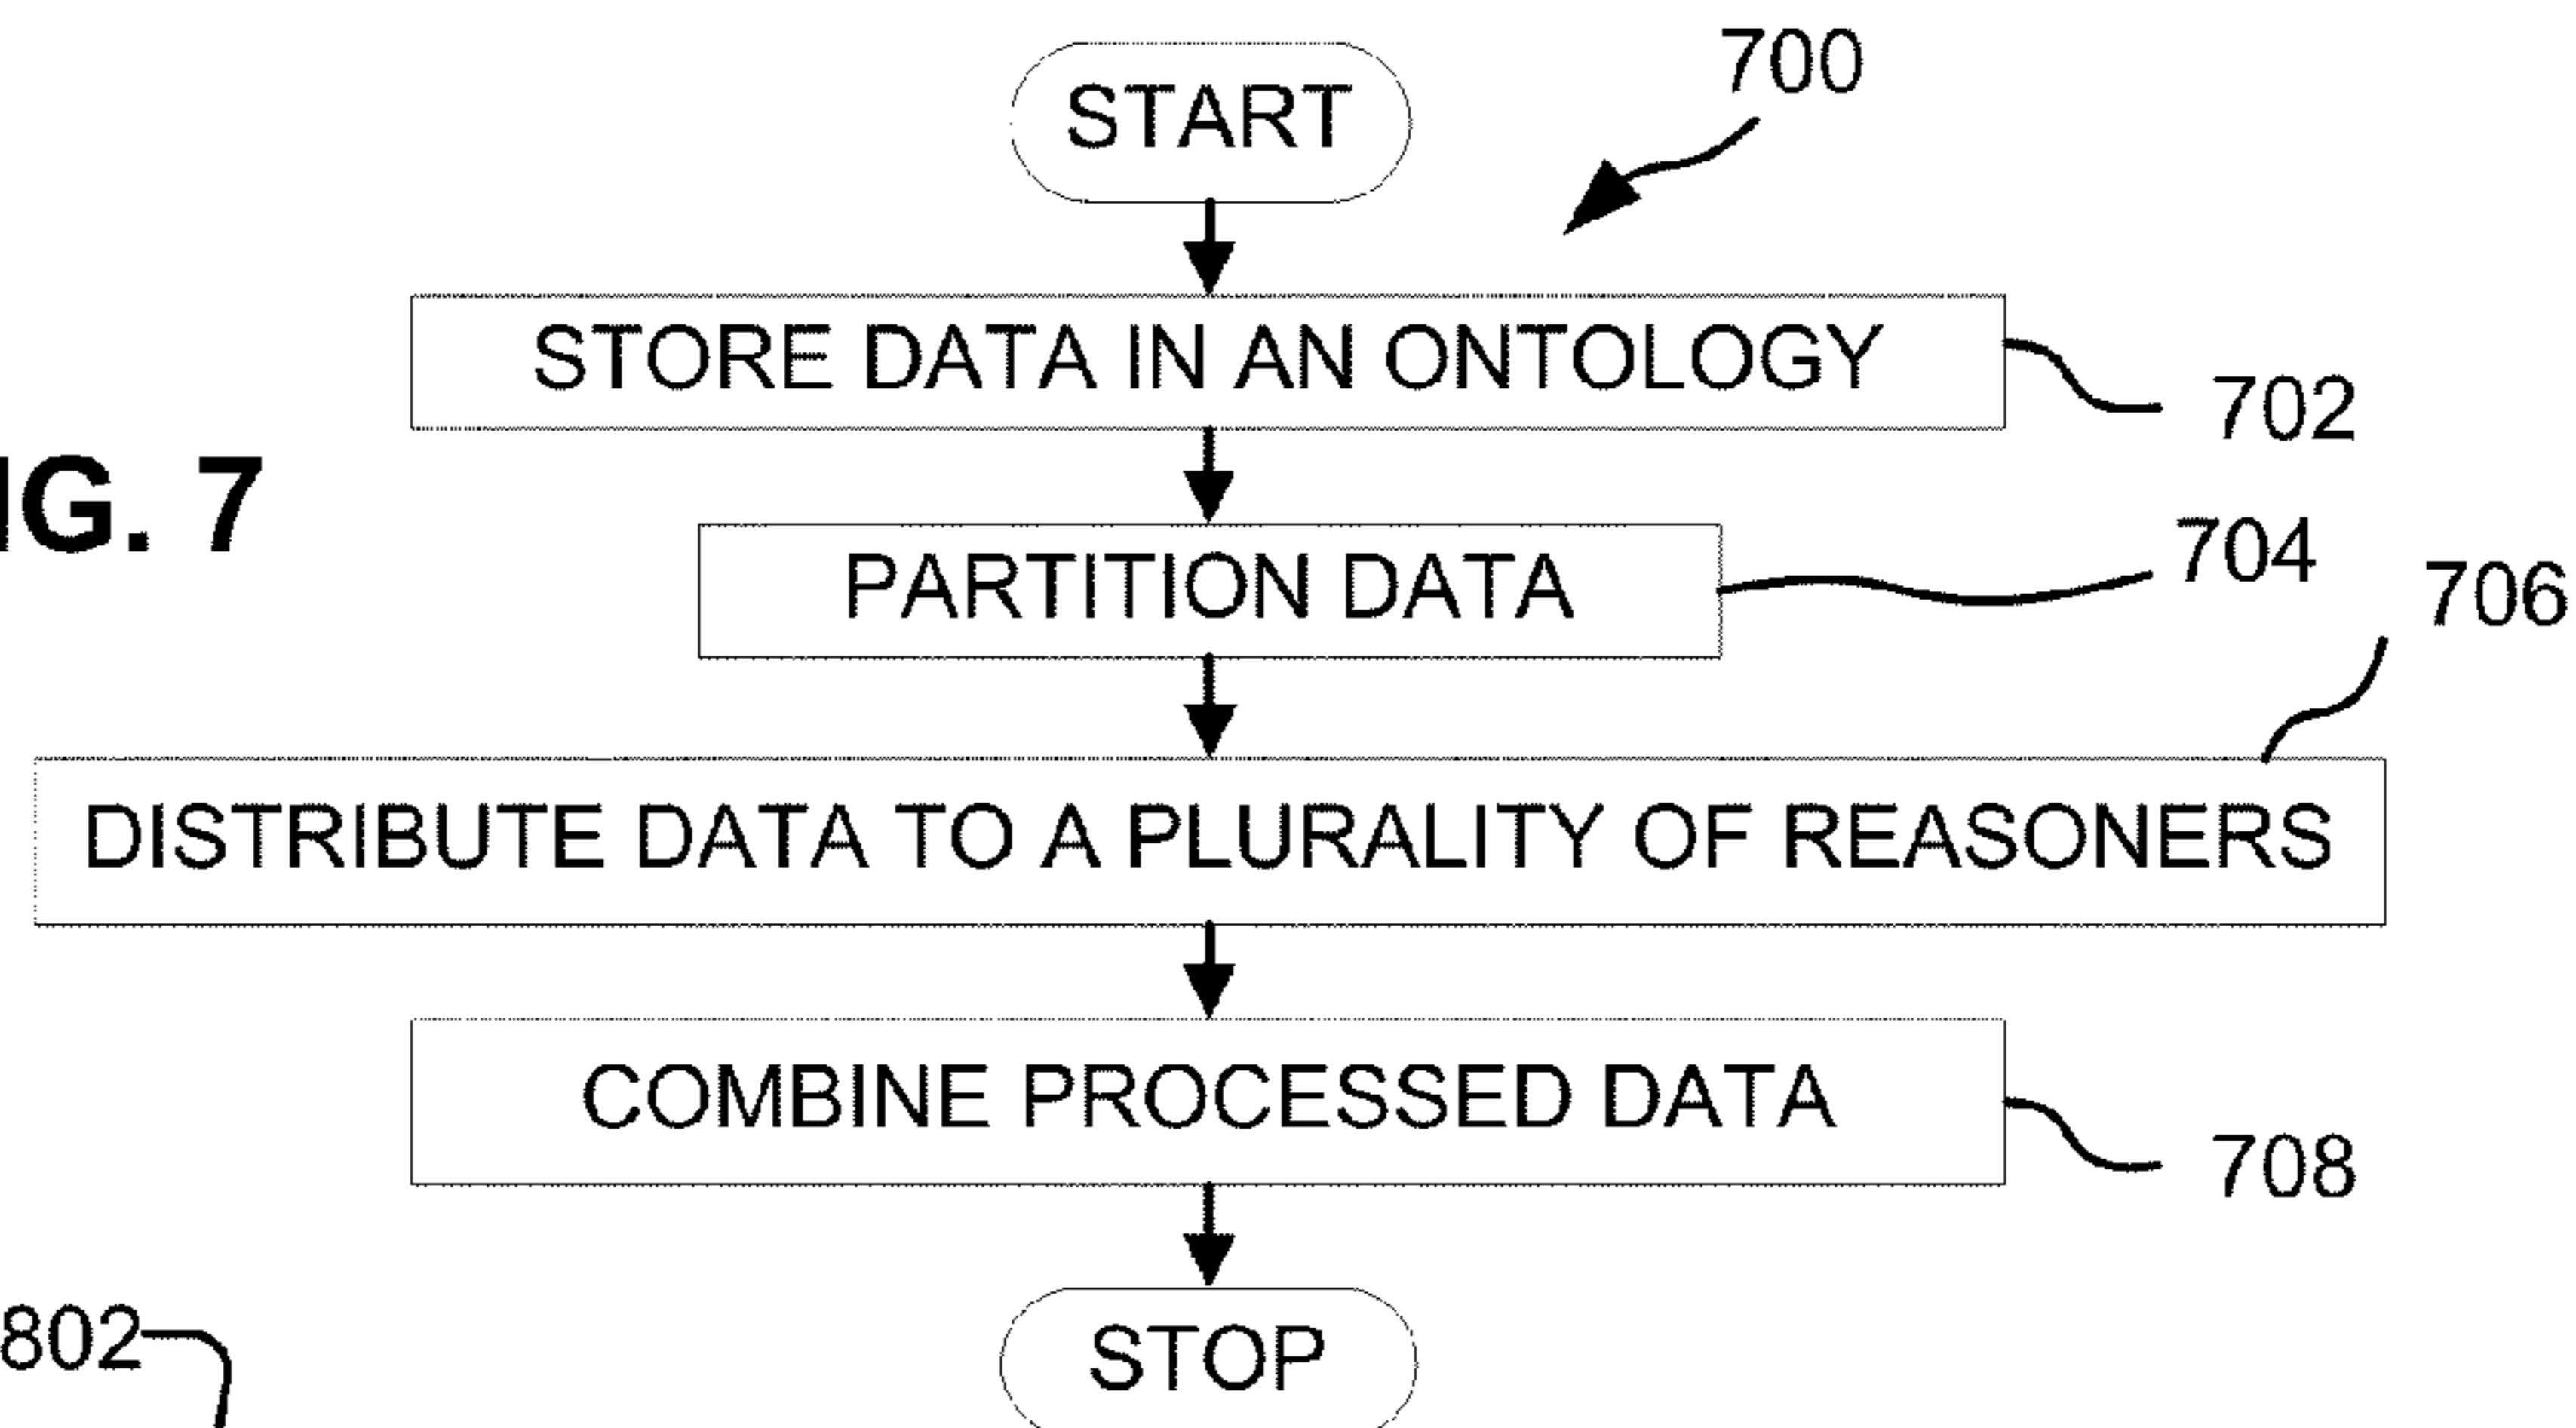 START
700
STORE DATA IN AN ONTOLOGY
702
IG. 7
PARTITION DATA
704
706
DISTRIBUTE DATA TO A PLURALITY OF REASONERS
COMBINE PROCESSED DATA
708
802
STOP